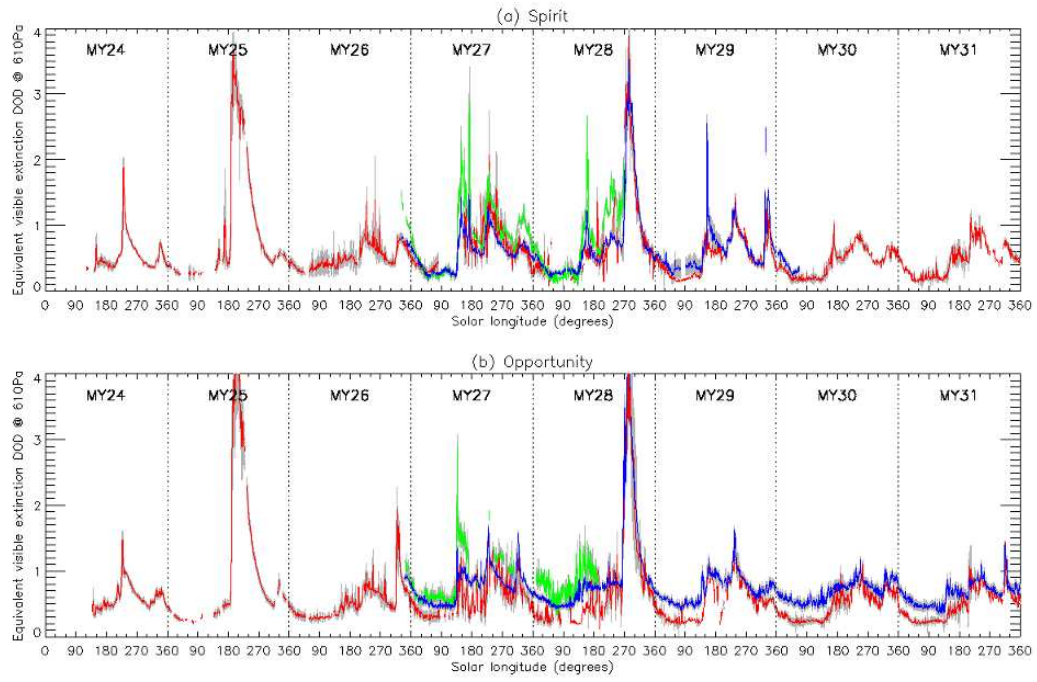 (a) Spirit
Equivalent visible extinction DOD @ 610Pa
4
3
2
1
0
MY24 MY25 MY26 MY27 MY28 MY29 MY30 MY31
0 90 180 270 360 90 180 270 360 90 180 270 360 90 180 270 360 90 180 270 360 90 180 270 360 90 180 270 360 90 180 270 360
Solar longitude (degrees)
(b) Opportunity
Equivalent visible extinction DOD @ 610Pa
4
3
2
1
0
MY24 MY25 MY26 MY27 MY28 MY29 MY30 MY31
0 90 180 270 360 90 180 270 360 90 180 270 360 90 180 270 360 90 180 270 360 90 180 270 360 90 180 270 360 90 180 270 360
Solar longitude (degrees)